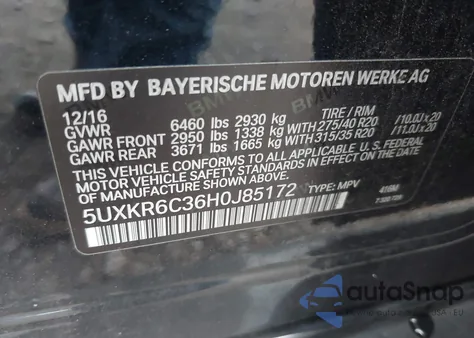 MFD BY BAYERISCHE MOTOREN WERKE AG
12/16
GVWR 6460 lbs 2930 kg TIRE / RIM
GAWR FRONT 2950 lbs 1338 kg WITH 275/40 R20 /10.0J x 20
GAWR REAR 3671 lbs 1665 kg WITH 315/35 R20 /11.0J x 20
THIS VEHICLE CONFORMS TO ALL APPLICABLE U.S. FEDERAL
MOTOR VEHICLE SAFETY STANDARDS IN EFFECT ON THE DATE
OF MANUFACTURE SHOWN ABOVE.
5UXKR6C36H0J85172 TYPE: MPV
autoSnap